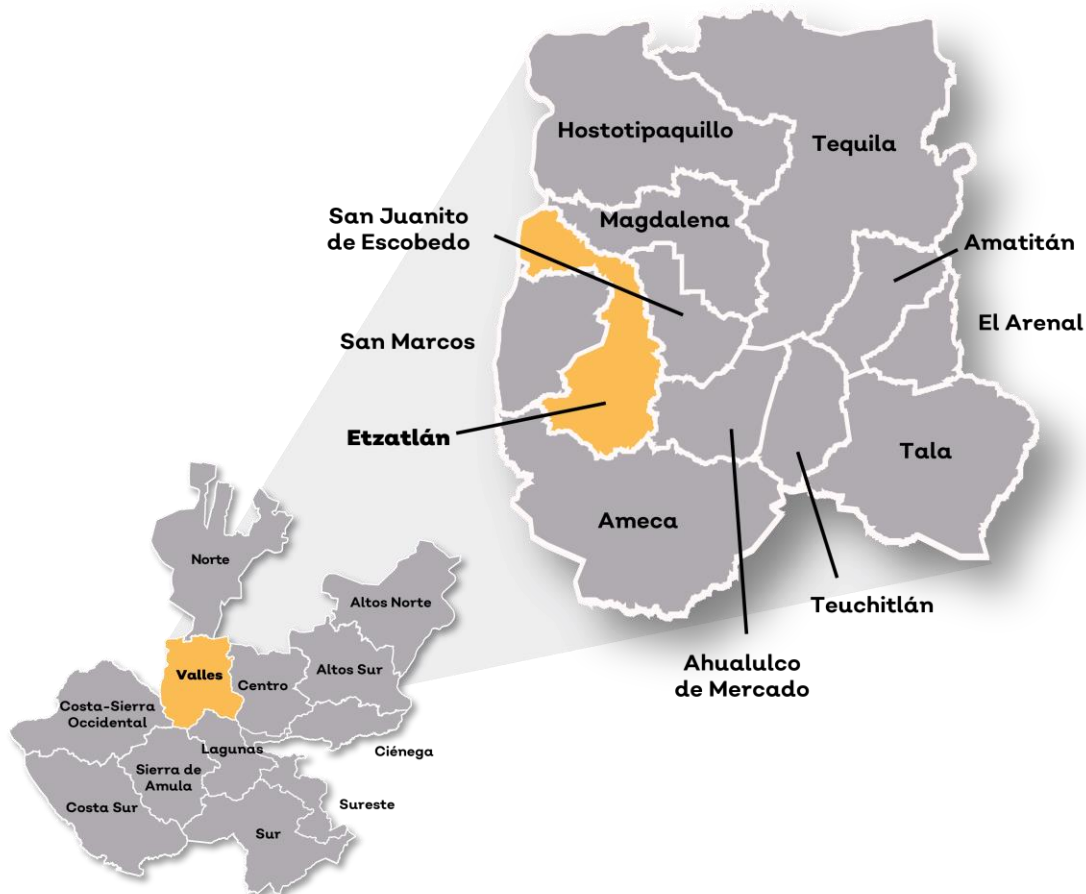 Hostotipaquillo
Tequila
San Juanito
de Escobedo
Magdalena
Amatitán
El Arenal
San Marcos
Etzatlán
Tala
Ameca
Teuchitlán
Ahualulco
de Mercado
Norte
Altos Norte
Valles
Centro
Altos Sur
Costa-Sierra
Occidental
Lagunas
Ciénega
Sierra de
Amula
Costa Sur
Sureste
Sur